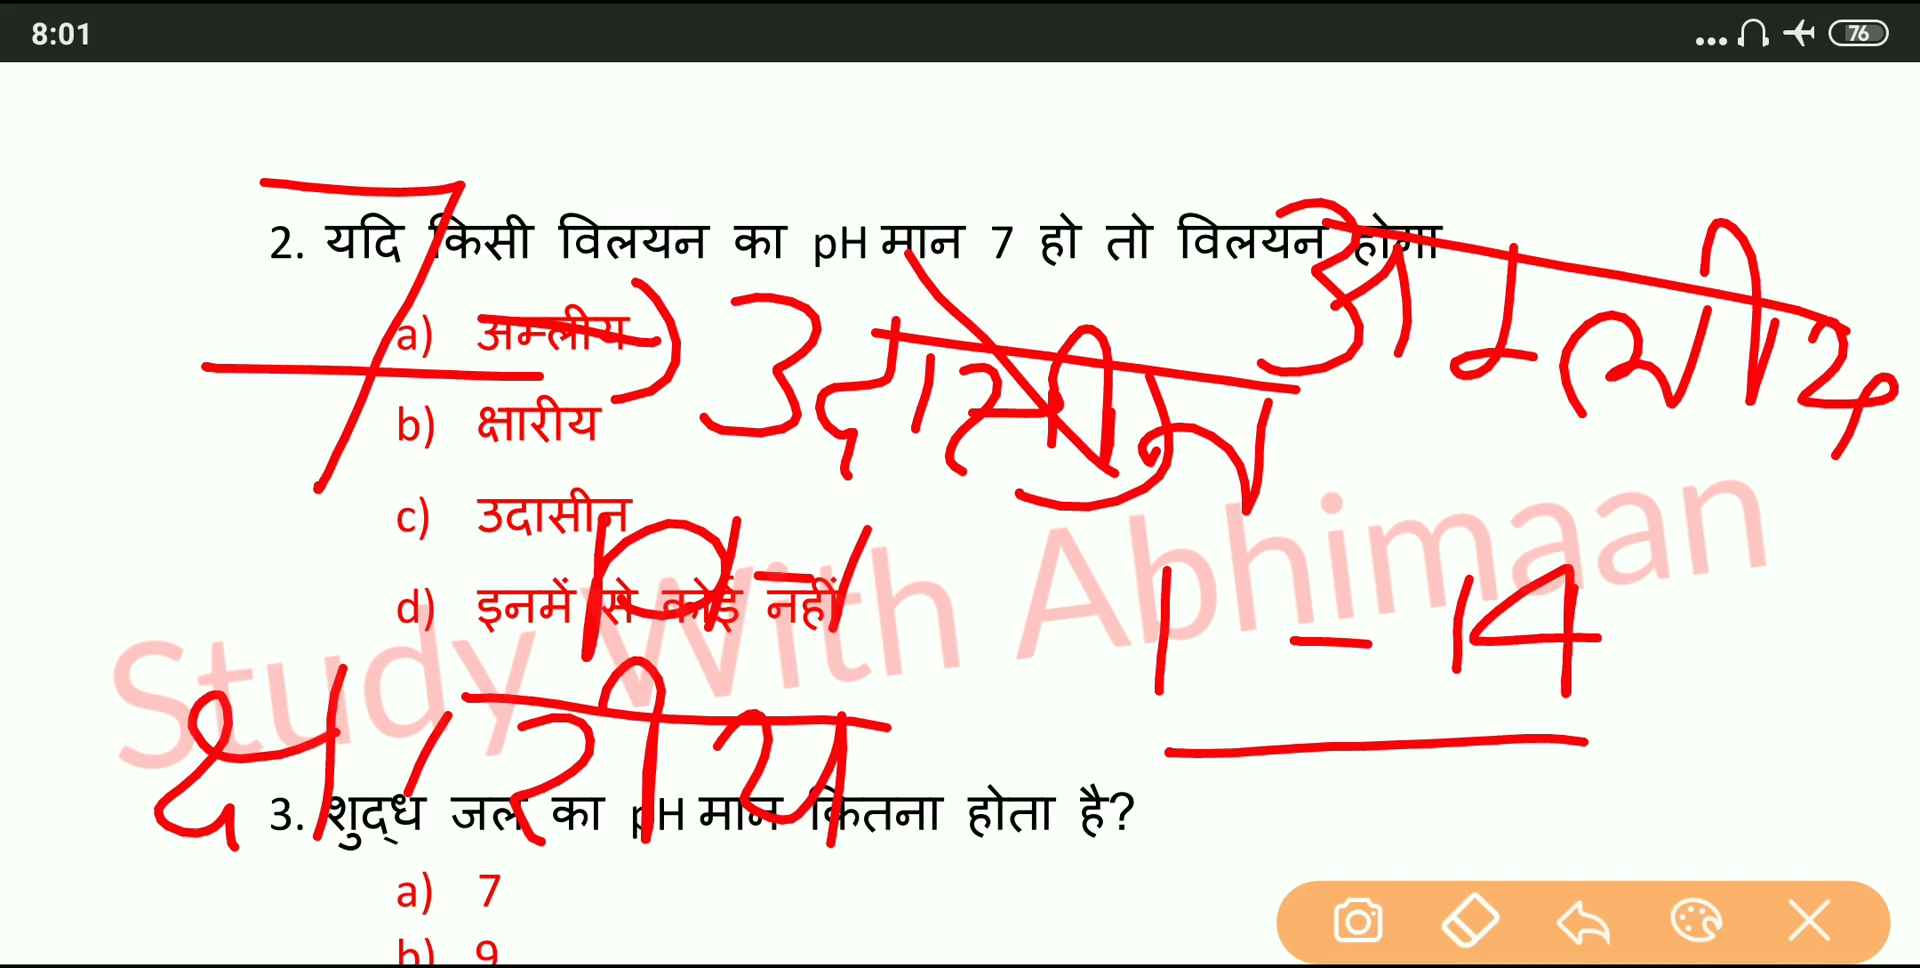 8:01
76
2. यदि किसी विलयन का pH मान 7 हो तो विलयन होगा
7
a) अम्लीय
उदासीन
अम्लीय
b) क्षारीय
c) उदासीन
d) इनमें से कोई नहीं
Study With Abhimaan
1 - 14
क्षारीय
3. शुद्ध जल का pH मान कितना होता है?
a) 7
b) 9